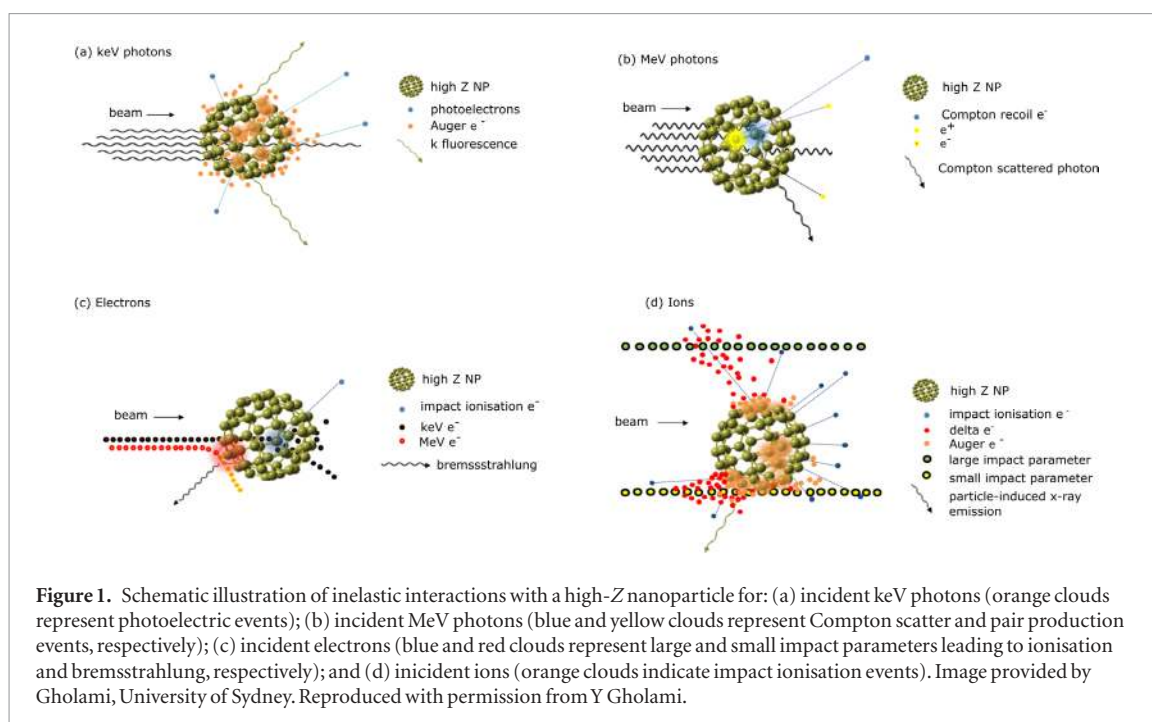 (a) keV photons
beam
high Z NP
photoelectrons
Auger e⁻
k fluorescence
(b) MeV photons
beam
high Z NP
Compton recoil e⁻
e⁺
e⁻
Compton scattered photon
(c) Electrons
beam
high Z NP
impact ionisation e⁻
keV e⁻
MeV e⁻
bremssstrahlung
(d) Ions
beam
high Z NP
impact ionisation e⁻
delta e⁻
Auger e⁻
large impact parameter
small impact parameter
particle-induced x-ray
emission
Figure 1. Schematic illustration of inelastic interactions with a high-Z nanoparticle for: (a) incident keV photons (orange clouds
represent photoelectric events); (b) incident MeV photons (blue and yellow clouds represent Compton scatter and pair production
events, respectively); (c) incident electrons (blue and red clouds represent large and small impact parameters leading to ionisation
and bremsstrahlung, respectively); and (d) inicident ions (orange clouds indicate impact ionisation events). Image provided by
Gholami, University of Sydney. Reproduced with permission from Y Gholami.